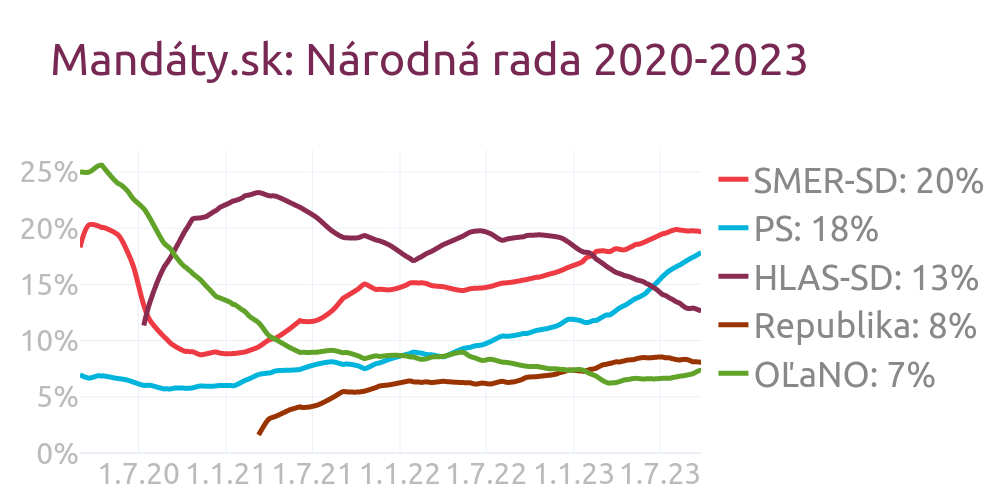 Mandáty.sk: Národná rada 2020-2023
25%
20%
15%
10%
5%
0%
1.7.20 1.1.21 1.7.21 1.1.22 1.7.22 1.1.23 1.7.23
SMER-SD: 20%
PS: 18%
HLAS-SD: 13%
Republika: 8%
OĽaNO: 7%